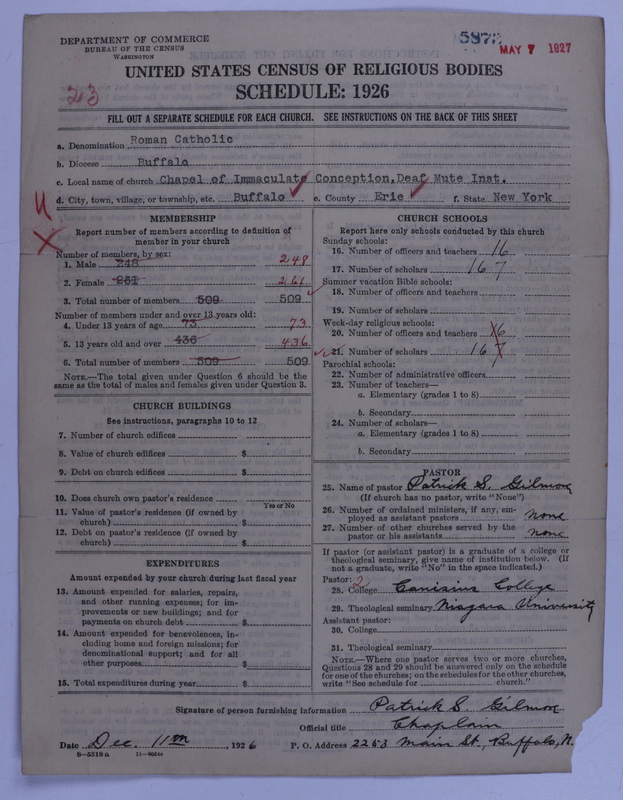 DEPARTMENT OF COMMERCE
BUREAU OF THE CENSUS
WASHINGTON
MAY 7 1927
23
UNITED STATES CENSUS OF RELIGIOUS BODIES
SCHEDULE: 1926
FILL OUT A SEPARATE SCHEDULE FOR EACH CHURCH. SEE INSTRUCTIONS ON THE BACK OF THIS SHEET
a. Denomination Roman Catholic
b. Diocese Buffalo
c. Local name of church Chapel of Immaculate Conception, Deaf Mute Inst.
d. City, town, village, or township, etc. Buffalo e. County Erie f. State New York
MEMBERSHIP
Report number of members according to definition of
member in your church
Number of members, by sex:
1. Male 248 248
2. Female 261 261
3. Total number of members 509 509
Number of members under and over 13 years old:
4. Under 13 years of age 73 73
5. 13 years old and over 436 436
6. Total number of members 509 509
NOTE.—The total given under Question 6 should be the
same as the total of males and females given under Question 3.
CHURCH BUILDINGS
See instructions, paragraphs 10 to 12
7. Number of church edifices
8. Value of church edifices $
9. Debt on church edifices $
10. Does church own pastor's residence
Yes or No
11. Value of pastor's residence (if owned by
church) $
12. Debt on pastor's residence (if owned by
church) $
EXPENDITURES
Amount expended by your church during last fiscal year
13. Amount expended for salaries, repairs,
and other running expenses; for im-
provements or new buildings; and for
payments on church debt $
14. Amount expended for benevolences, in-
cluding home and foreign missions; for
denominational support; and for all
other purposes $
15. Total expenditures during year $
CHURCH SCHOOLS
Report here only schools conducted by this church
Sunday schools:
16. Number of officers and teachers 16
17. Number of scholars 167
Summer vacation Bible schools:
18. Number of officers and teachers
19. Number of scholars
Week-day religious schools:
20. Number of officers and teachers 16
21. Number of scholars 167
Parochial schools:
22. Number of administrative officers
23. Number of teachers—
a. Elementary (grades 1 to 8)
b. Secondary
24. Number of scholars—
a. Elementary (grades 1 to 8)
b. Secondary
PASTOR
25. Name of pastor Patrick S. Gilmore
(If church has no pastor, write "None")
26. Number of ordained ministers, if any, em-
ployed as assistant pastors none
27. Number of other churches served by the
pastor or his assistants none
If pastor (or assistant pastor) is a graduate of a college or
theological seminary, give name of institution below. (If
not a graduate, write "No" in the space indicated.)
Pastor: 2
28. College Canisius College
29. Theological seminary Niagara University
Assistant pastor:
30. College
31. Theological seminary
NOTE.—Where one pastor serves two or more churches,
Questions 28 and 29 should be answered only on the schedule
for one of the churches; on the schedules for the other churches,
write "See schedule for church."
Signature of person furnishing information Patrick S. Gilmore
Official title Chaplain
Date Dec. 11th, 1926 P. O. Address 2253 Main St., Buffalo, N.
8—5518a